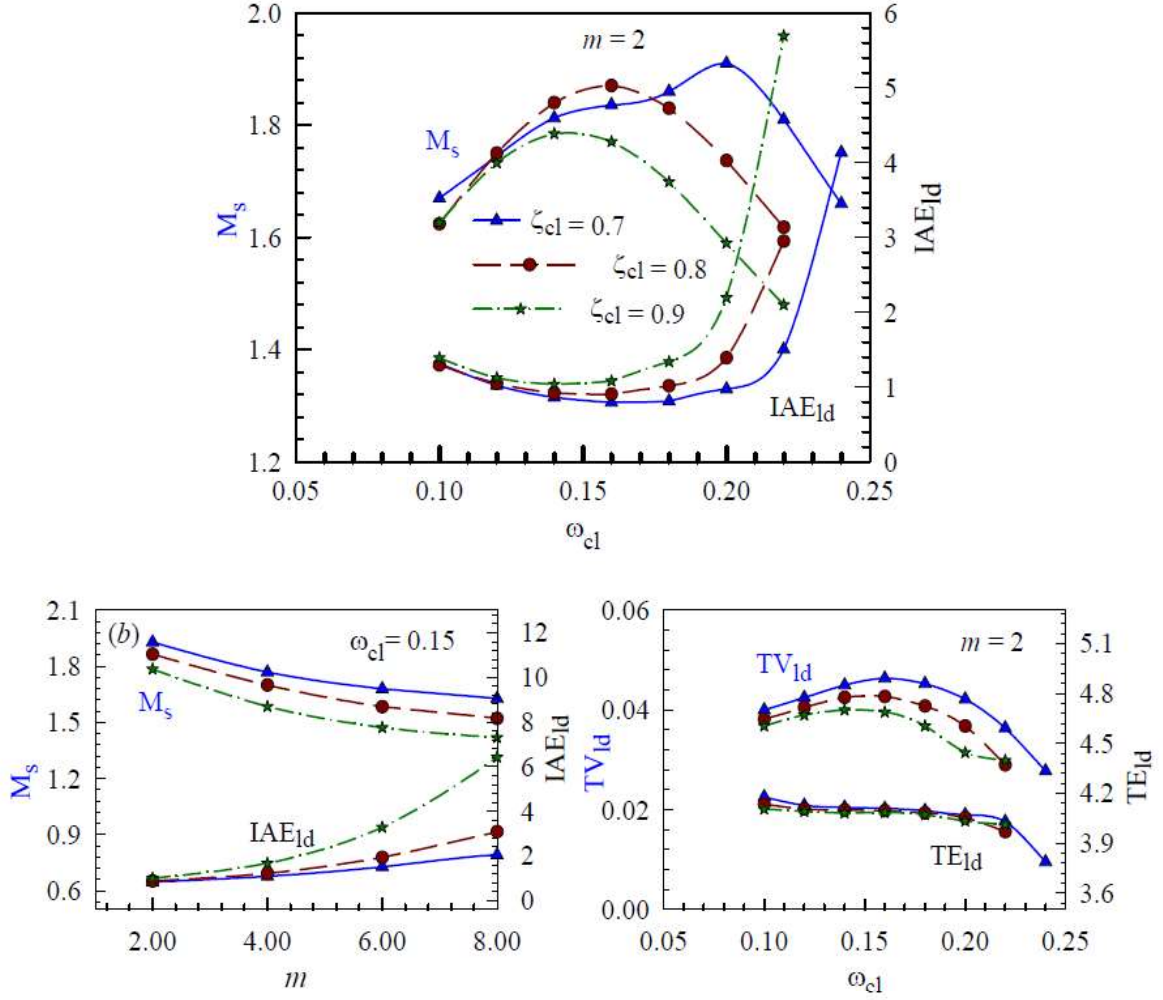 2.0
1.8
1.6
1.4
1.2
M_s
m = 2
M_s
ζ_cl = 0.7
ζ_cl = 0.8
ζ_cl = 0.9
IAE_ld
6
5
4
3
2
1
0
IAE_ld
0.05 0.10 0.15 0.20 0.25
ω_cl
2.1
1.8
1.5
1.2
0.9
0.6
M_s
(b)
ω_cl = 0.15
M_s
IAE_ld
12
10
8
6
4
2
0
IAE_ld
2.00 4.00 6.00 8.00
m
0.06
0.04
0.02
0.00
TV_ld
m = 2
TV_ld
TE_ld
5.1
4.8
4.4
4.1
3.8
3.6
TE_ld
0.05 0.10 0.15 0.20 0.25
ω_cl